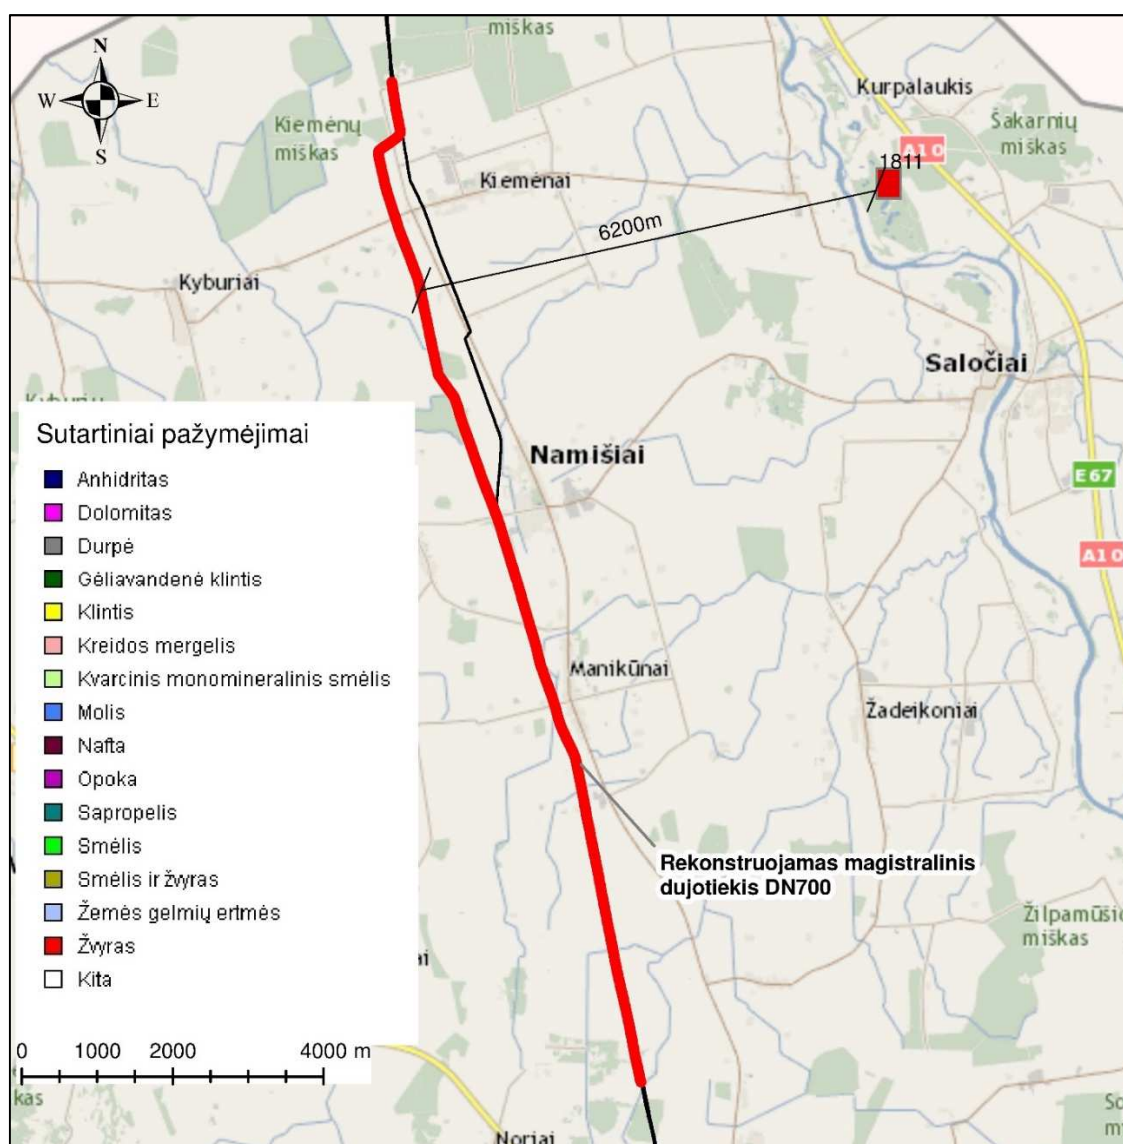 N
W
E
S
miškas
Kiemėnų
miškas
Kurpalaukis
Šakarnių
miškas
A10
1811
Kiemėnai
6200m
Kyburiai
Saločiai
Namišiai
E67
A10
Sutartiniai pažymėjimai
Anhidritas
Dolomitas
Durpė
Gėliavandenė klintis
Klintis
Kreidos mergelis
Kvarcinis monomineralinis smėlis
Molis
Nafta
Opoka
Sapropelis
Smėlis
Smėlis ir žvyras
Žemės gelmių ertmės
Žvyras
Kita
Manikūnai
Žadeikoniai
Rekonstruojamas magistralinis
dujotiekis DN700
Žilpamūšio
miškas
ai
0 1000 2000 4000 m
kas
Noriai